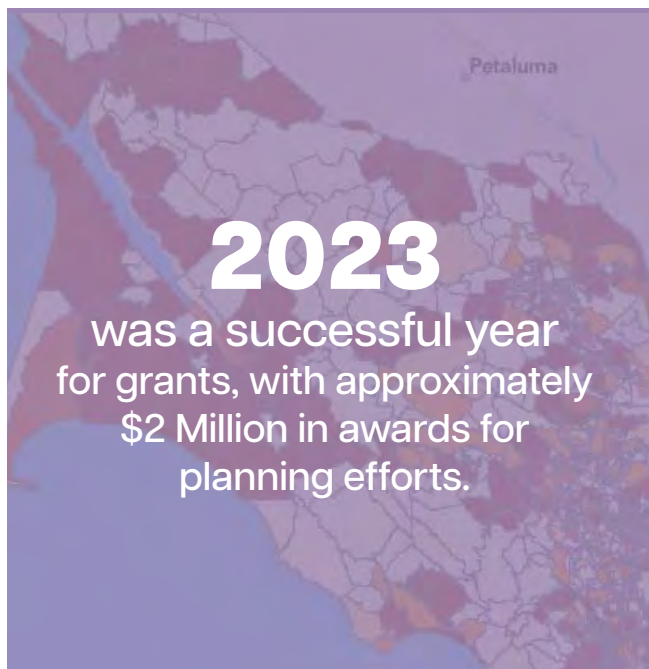 Petaluma
2023
was a successful year
for grants, with approximately
$2 Million in awards for
planning efforts.